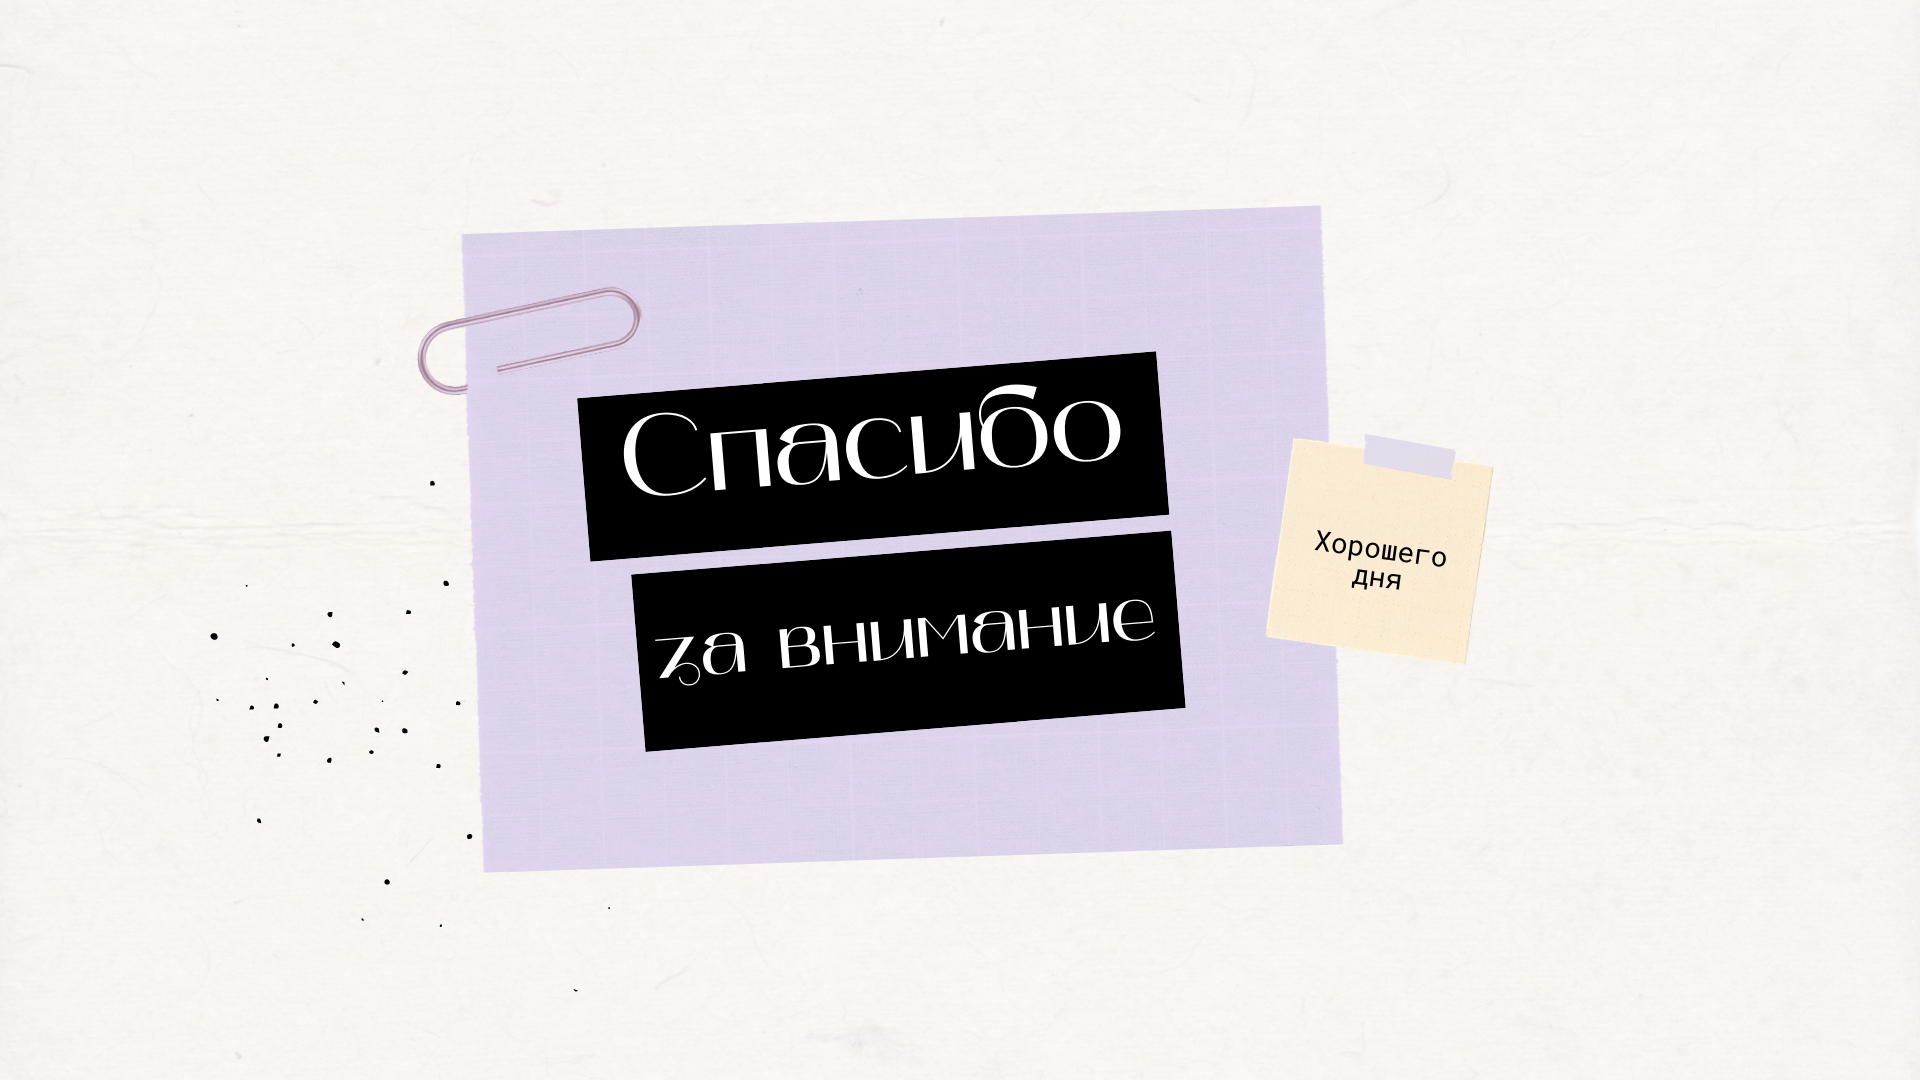 Спасибо
за внимание
Хорошего
дня